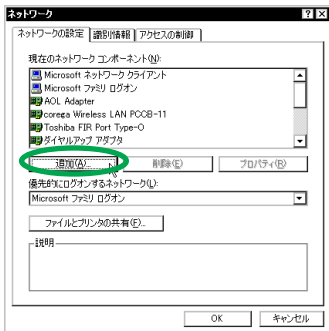 ネットワーク
ネットワークの設定 識別情報 アクセスの制御
現在のネットワーク コンポーネント(N):
Microsoft ネットワーク クライアント
Microsoft ファミリ ログオン
AOL Adapter
corega Wireless LAN PCCB-11
Toshiba FIR Port Type-O
ダイヤルアップ アダプタ
追加(A)... 削除(E) プロパティ(R)
優先的にログオンするネットワーク(L):
Microsoft ファミリ ログオン
ファイルとプリンタの共有(F)...
説明
OK キャンセル